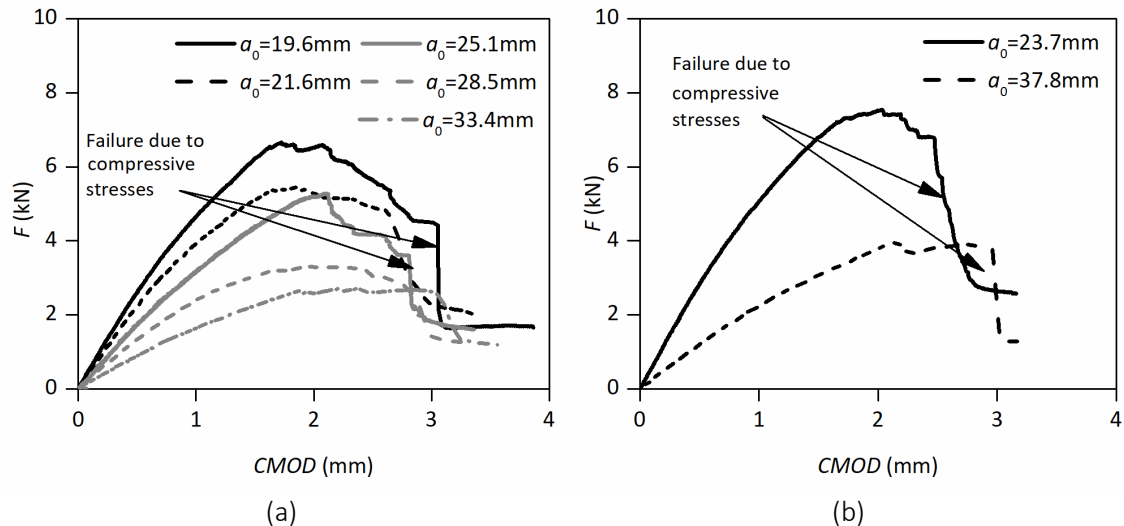 10
8
6
4
2
0
F (kN)
a0=19.6mm
a0=25.1mm
a0=21.6mm
a0=28.5mm
a0=33.4mm
Failure due to
compressive
stresses
0 1 2 3 4
CMOD (mm)
(a)
10
8
6
4
2
0
F (kN)
a0=23.7mm
a0=37.8mm
Failure due to
compressive
stresses
0 1 2 3 4
CMOD (mm)
(b)